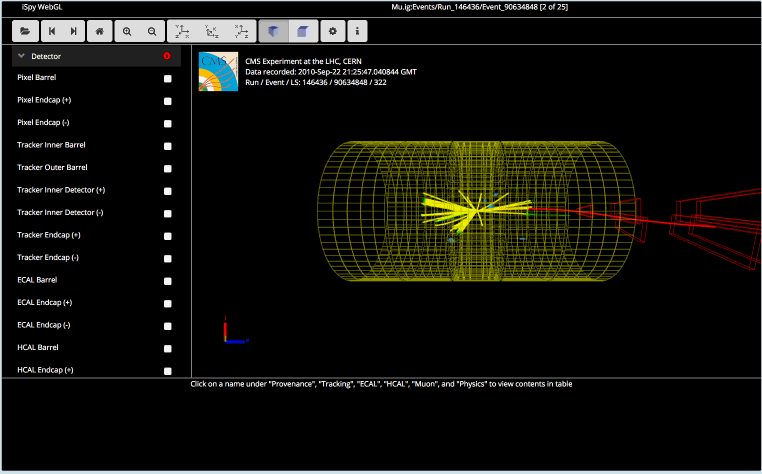 iSpy WebGL
Mu.ig:Events/Run_146436/Event_90634848 [2 of 25]
Detector
Pixel Barrel
Pixel Endcap (+)
Pixel Endcap (-)
Tracker Inner Barrel
Tracker Outer Barrel
Tracker Inner Detector (+)
Tracker Inner Detector (-)
Tracker Endcap (+)
Tracker Endcap (-)
ECAL Barrel
ECAL Endcap (+)
ECAL Endcap (-)
HCAL Barrel
HCAL Endcap (+)
CMS
CMS Experiment at the LHC, CERN
Data recorded: 2010-Sep-22 21:25:47.040844 GMT
Run / Event / LS: 146436 / 90634848 / 322
Click on a name under "Provenance", "Tracking", "ECAL", "HCAL", "Muon", and "Physics" to view contents in table